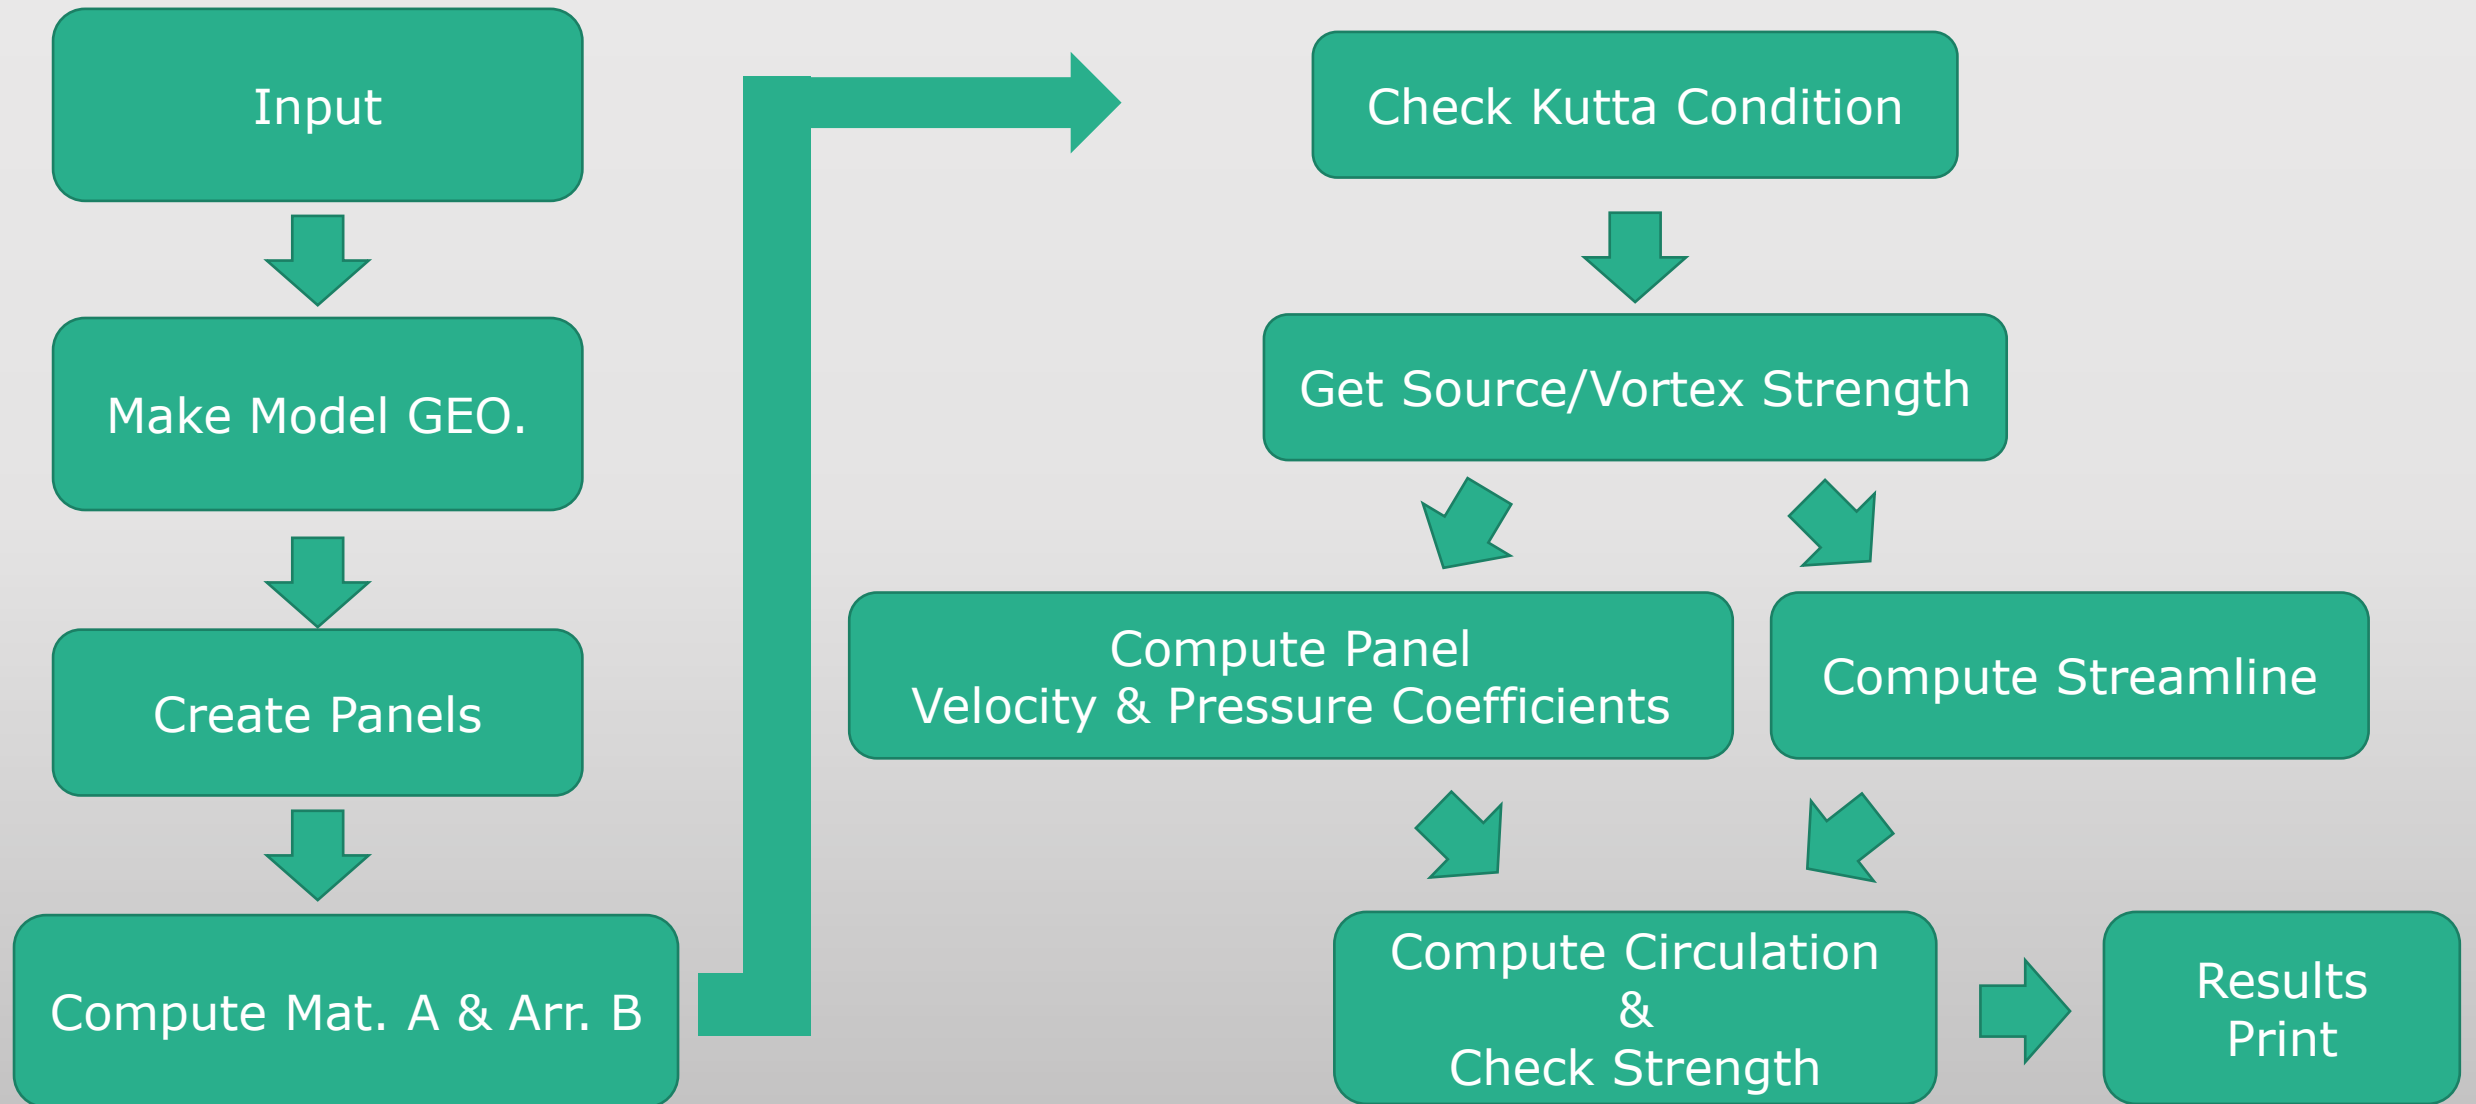 Input
Make Model GEO.
Create Panels
Compute Mat. A & Arr. B
Check Kutta Condition
Get Source/Vortex Strength
Compute Panel
Velocity & Pressure Coefficients
Compute Streamline
Compute Circulation
&
Check Strength
Results
Print